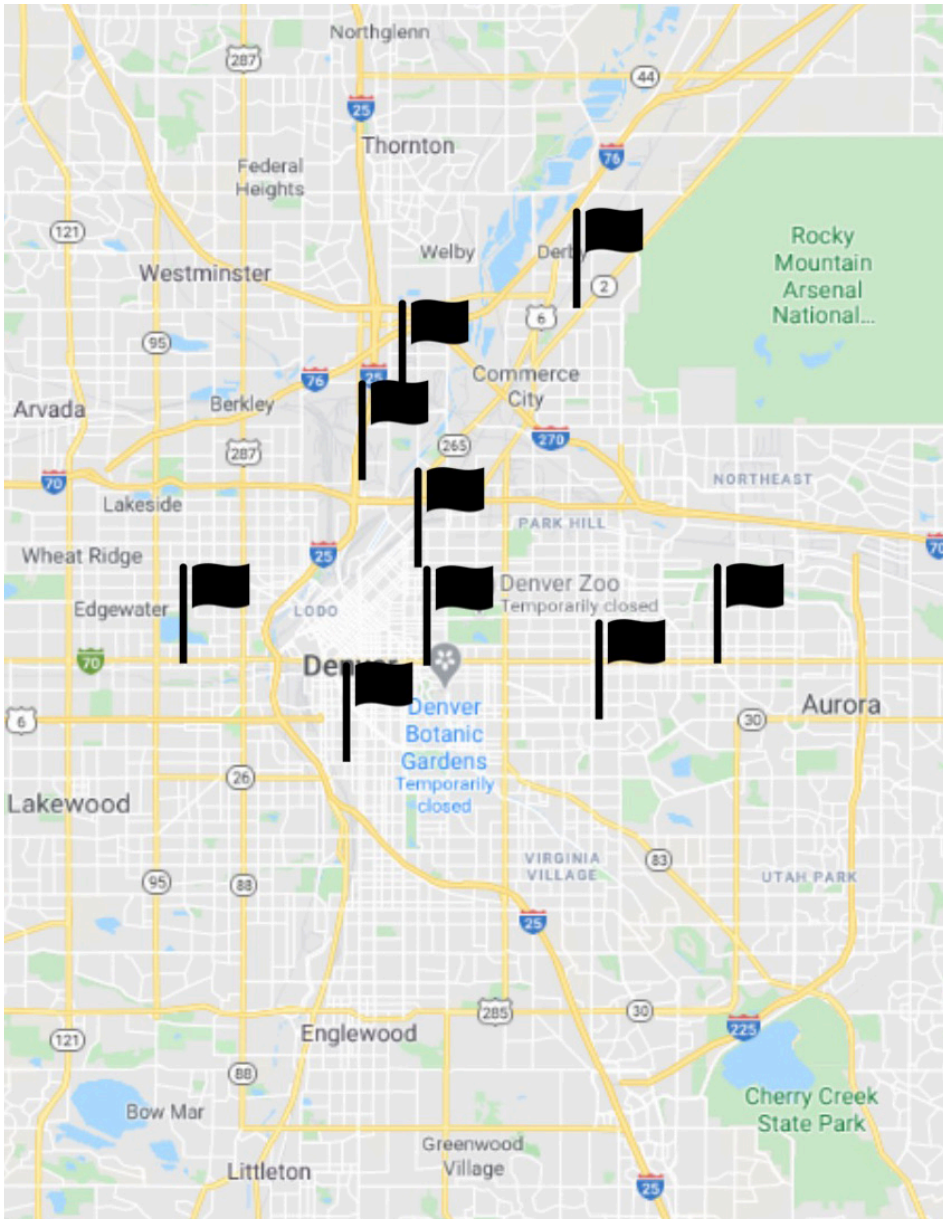 Northglenn
287
44
25
Thornton
76
Federal
Heights
121
Welby
Derby
Rocky
Mountain
Arsenal
National...
Westminster
2
6
95
76
25
Commerce
City
Arvada
Berkley
265
270
287
70
NORTHEAST
Lakeside
PARK HILL
Wheat Ridge
25
70
Denver Zoo
Temporarily closed
Edgewater
LODO
70
Denver
Aurora
Denver
Botanic
Gardens
Temporarily
closed
6
30
26
Lakewood
VIRGINIA
VILLAGE
83
95
88
UTAH PARK
25
285
30
Englewood
225
121
88
Cherry Creek
State Park
Bow Mar
Greenwood
Village
Littleton
25